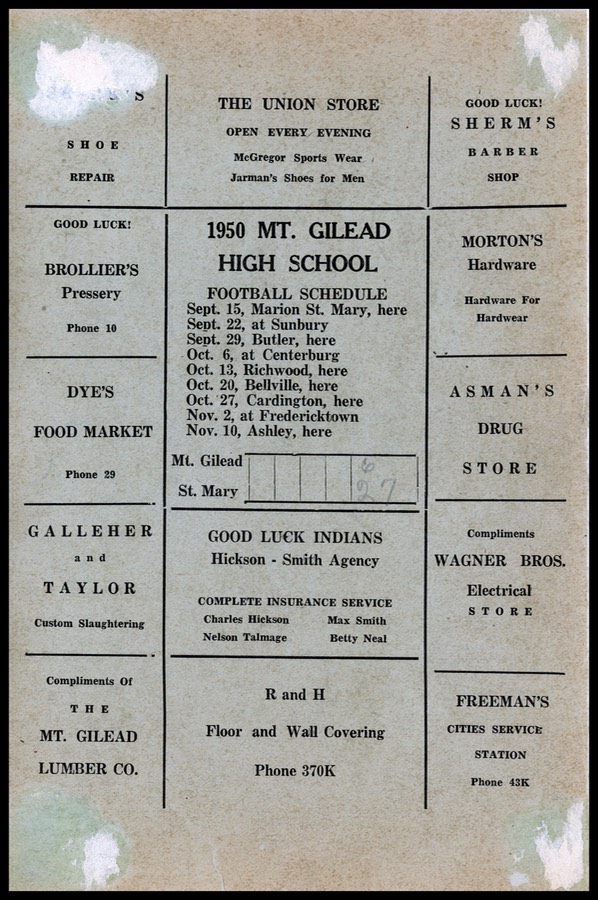 SHOE
REPAIR
THE UNION STORE
OPEN EVERY EVENING
McGregor Sports Wear
Jarman's Shoes for Men
GOOD LUCK!
SHERM'S
BARBER
SHOP
GOOD LUCK!
BROLLIER'S
Pressery
Phone 10
DYE'S
FOOD MARKET
Phone 29
GALLEHER
and
TAYLOR
Custom Slaughtering
Compliments Of
THE
MT. GILEAD
LUMBER CO.
1950 MT. GILEAD
HIGH SCHOOL
FOOTBALL SCHEDULE
Sept. 15, Marion St. Mary, here
Sept. 22, at Sunbury
Sept. 29, Butler, here
Oct. 6, at Centerburg
Oct. 13, Richwood, here
Oct. 20, Bellville, here
Oct. 27, Cardington, here
Nov. 2, at Fredericktown
Nov. 10, Ashley, here
Mt. Gilead 6
St. Mary 27
GOOD LUCK INDIANS
Hickson - Smith Agency
COMPLETE INSURANCE SERVICE
Charles Hickson Max Smith
Nelson Talmage Betty Neal
R and H
Floor and Wall Covering
Phone 370K
MORTON'S
Hardware
Hardware For
Hardwear
ASMAN'S
DRUG
STORE
Compliments
WAGNER BROS.
Electrical
STORE
FREEMAN'S
CITIES SERVICE
STATION
Phone 43K